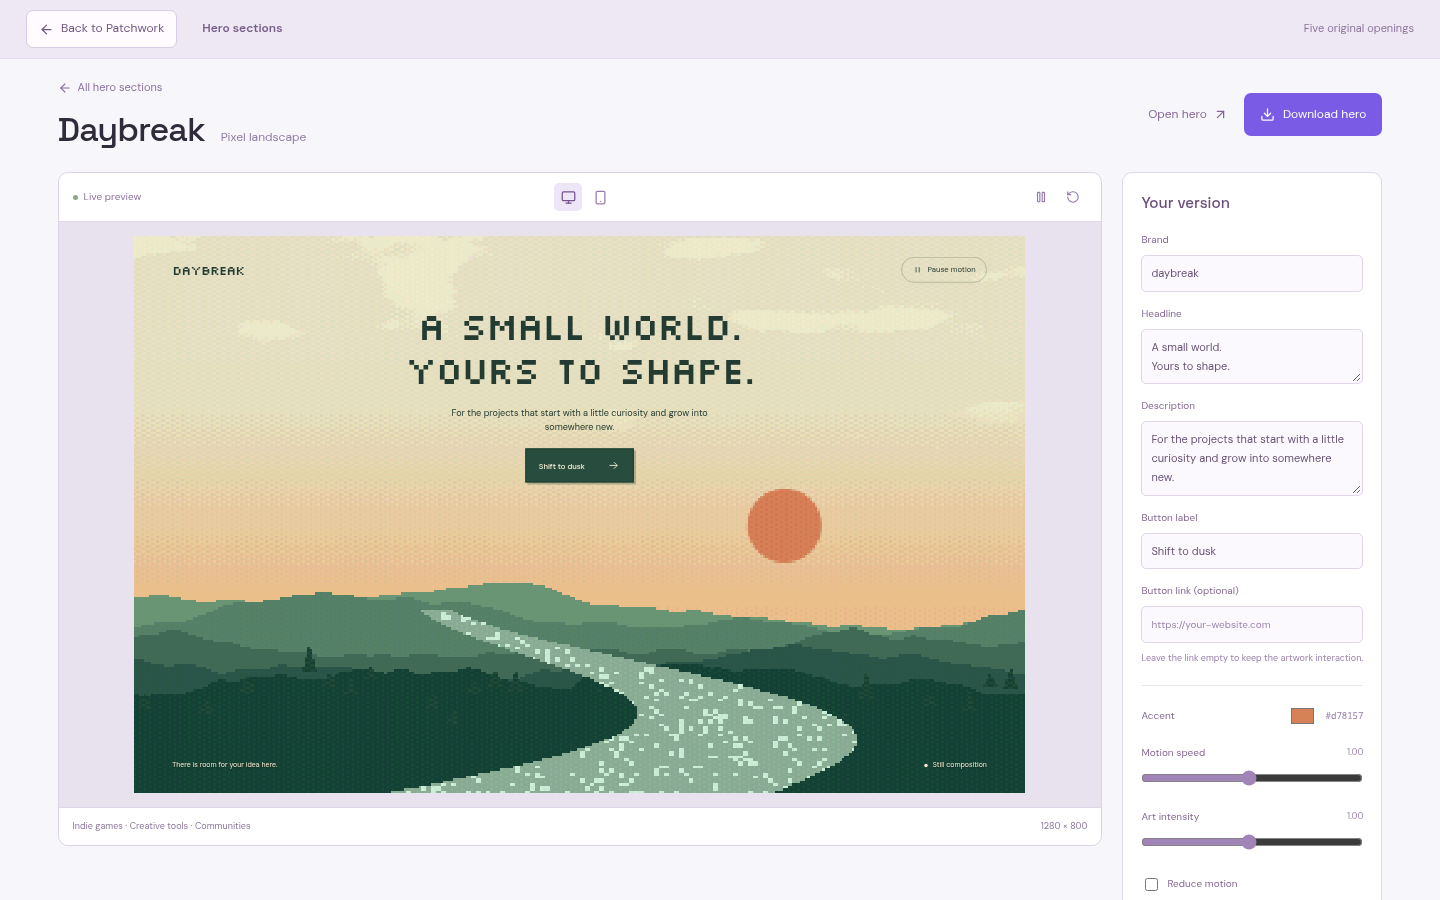 Back to Patchwork
Hero sections
Five original openings
All hero sections
Daybreak
Pixel landscape
Open hero
Download hero
Live preview
DAYBREAK
Pause motion
A SMALL WORLD.
YOURS TO SHAPE.
For the projects that start with a little curiosity and grow into
somewhere new.
Shift to dusk
There is room for your idea here.
Still composition
Indie games · Creative tools · Communities
1280 × 800
Your version
Brand
daybreak
Headline
A small world.
Yours to shape.
Description
For the projects that start with a little
curiosity and grow into somewhere
new.
Button label
Shift to dusk
Button link (optional)
https://your-website.com
Leave the link empty to keep the artwork interaction.
Accent
#d78157
Motion speed
1.00
Art intensity
1.00
Reduce motion